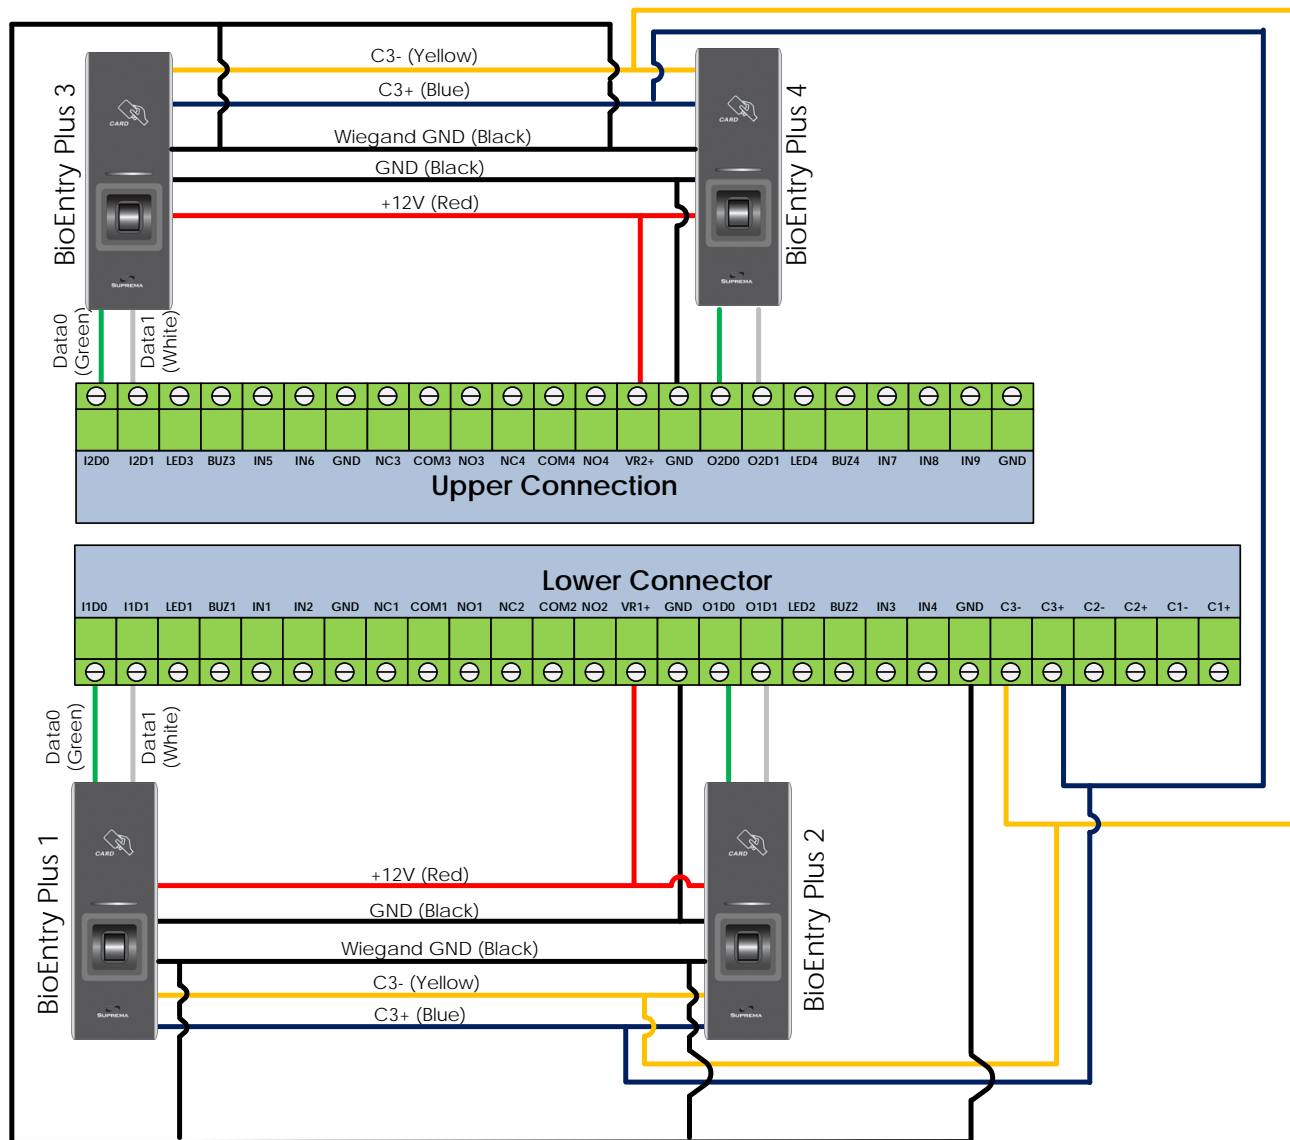 C3- (Yellow)
C3+ (Blue)
Wiegand GND (Black)
GND (Black)
+12V (Red)
BioEntry Plus 3
CARD
SUPREMA
BioEntry Plus 4
CARD
SUPREMA
Data0
(Green)
Data1
(White)
I2D0 I2D1 LED3 BUZ3 IN5 IN6 GND NC3 COM3 NO3 NC4 COM4 NO4 VR2+ GND O2D0 O2D1 LED4 BUZ4 IN7 IN8 IN9 GND
Upper Connection
Lower Connector
I1D0 I1D1 LED1 BUZ1 IN1 IN2 GND NC1 COM1 NO1 NC2 COM2 NO2 VR1+ GND O1D0 O1D1 LED2 BUZ2 IN3 IN4 GND C3- C3+ C2- C2+ C1- C1+
Data0
(Green)
Data1
(White)
BioEntry Plus 1
CARD
SUPREMA
BioEntry Plus 2
CARD
SUPREMA
+12V (Red)
GND (Black)
Wiegand GND (Black)
C3- (Yellow)
C3+ (Blue)